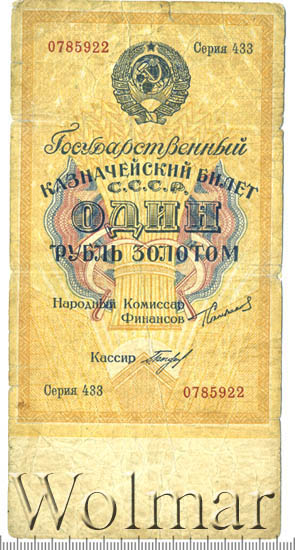 0785922 Серия 433
Государственный
КАЗНАЧЕЙСКИЙ БИЛЕТ
С.С.С.Р.
ОДИН
РУБЛЬ ЗОЛОТОМ
Народный Комиссар
Финансов
Кассир
Серия 433 0785922
Wolmar